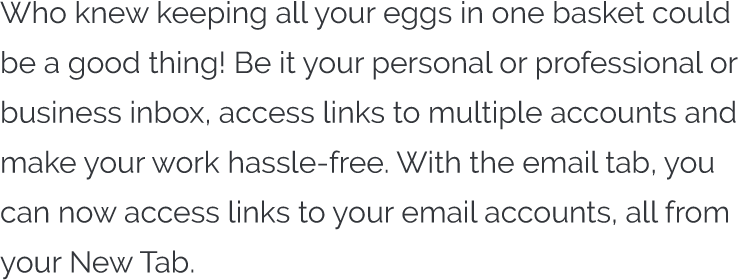 Who knew keeping all your eggs in one basket could
be a good thing! Be it your personal or professional or
business inbox, access links to multiple accounts and
make your work hassle-free. With the email tab, you
can now access links to your email accounts, all from
your New Tab.